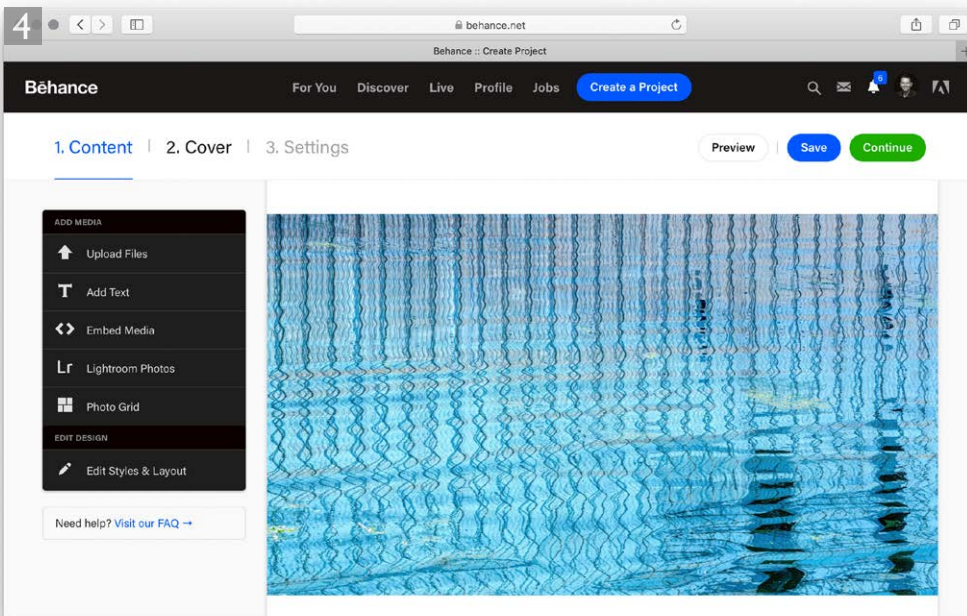 4
behance.net
Behance :: Create Project
Bēhance
For You Discover Live Profile Jobs Create a Project
6
1. Content 2. Cover 3. Settings
Preview Save Continue
ADD MEDIA
Upload Files
T Add Text
Embed Media
Lr Lightroom Photos
Photo Grid
EDIT DESIGN
Edit Styles & Layout
Need help? Visit our FAQ →